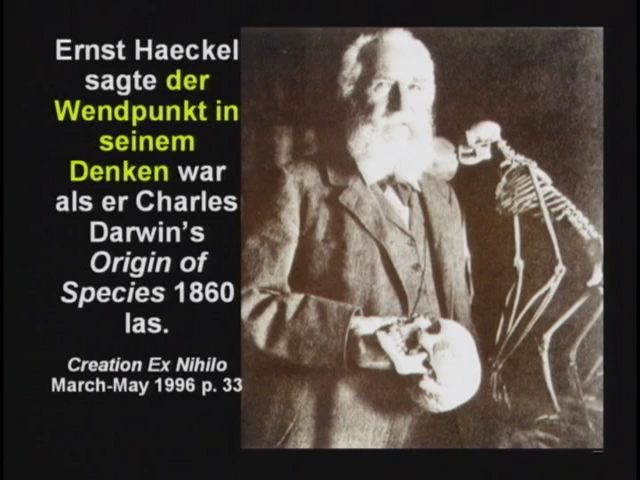 Ernst Haeckel
sagte der
Wendpunkt in
seinem
Denken war
als er Charles
Darwin's
Origin of
Species 1860
las.
Creation Ex Nihilo
March-May 1996 p. 33